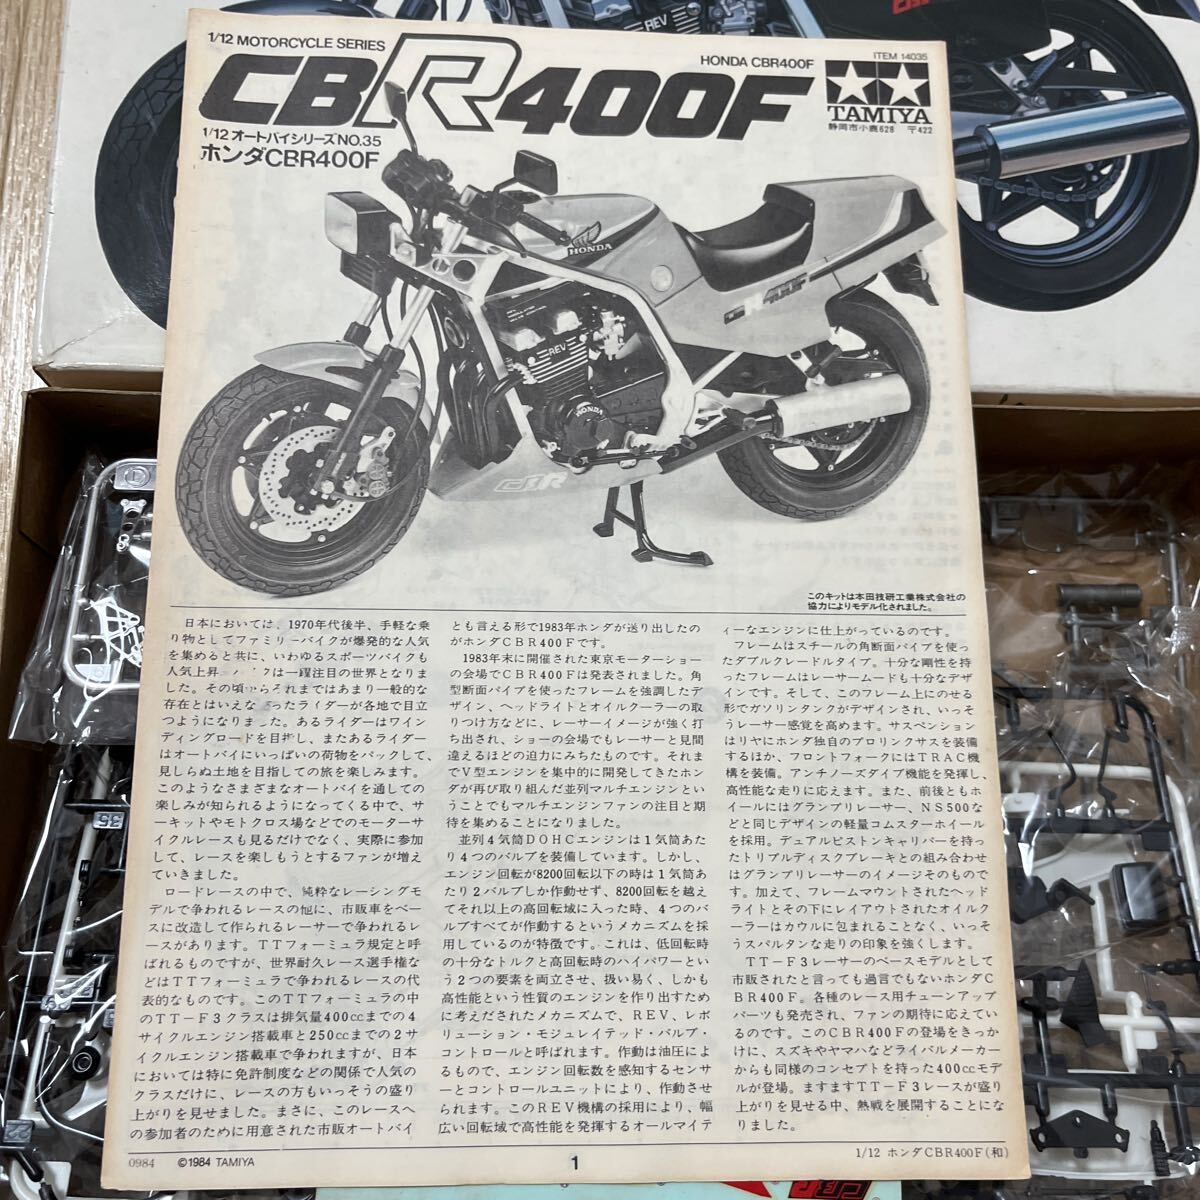 1/12 MOTORCYCLE SERIES
HONDA CBR400F
ITEM 14035
CBR400F
TAMIYA
静岡市小鹿628 〒422
1/12 オートバイシリーズNO.35
ホンダCBR400F
HONDA
REV
HONDA
400F
CBR
このキットは本田技研工業株式会社の
協力によりモデル化されました。
日本においては、1970年代後半、手軽な乗
り物としてファミリーバイクが爆発的な人気
を集めると共に、いわゆるスポーツバイクも
人気上昇 は一躍注目の世界となりま
した。その頃からそれまではあまり一般的な
存在とはいえなかったライダーが各地で目立
つようになりました。あるライダーはワイン
ディングロードを目指し、またあるライダー
はオートバイにいっぱいの荷物をパックして、
見しらぬ土地を目指しての旅を楽しみます。
このようなさまざまなオートバイを通しての
楽しみが知られるようになってくる中で、サ
ーキットやモトクロス場などでのモーターサ
イクルレースも見るだけでなく、実際に参加
して、レースを楽しもうとするファンが増え
ていきました。
ロードレースの中で、純粋なレーシングモ
デルで争われるレースの他に、市販車をベー
スに改造して作られるレーサーで争われるレ
ースがあります。TTフォーミュラ規定と呼
ばれるものですが、世界耐久レース選手権な
どはTTフォーミュラで争われるレースの代
表的なものです。このTTフォーミュラの中
のTT－F3クラスは排気量400ccまでの4
サイクルエンジン搭載車と250ccまでの2サ
イクルエンジン搭載車で争われますが、日本
においては特に免許制度などの関係で人気の
クラスだけに、レースの方もいっそうの盛り
上がりを見せました。まさに、このレースへ
の参加者のために用意された市販オートバイ
とも言える形で1983年ホンダが送り出したの
がホンダCBR400Fです。
1983年末に開催された東京モーターショー
の会場でCBR400Fは発表されました。角
型断面パイプを使ったフレームを強調したデ
ザイン、ヘッドライトとオイルクーラーの取
りつけ方などに、レーサーイメージが強く打
ち出され、ショーの会場でもレーサーと見間
違えるほどの迫力にみちたものです。それま
でV型エンジンを集中的に開発してきたホン
ダが再び取り組んだ並列マルチエンジンとい
うことでもマルチエンジンファンの注目と期
待を集めることになりました。
並列4気筒DOHCエンジンは1気筒あた
り4つのバルブを装備しています。しかし、
エンジン回転が8200回転以下の時は1気筒あ
たり2バルブしか作動せず、8200回転を越え
てそれ以上の高回転域に入った時、4つのバ
ルブすべてが作動するというメカニズムを採
用しているのが特徴です。これは、低回転時
の十分なトルクと高回転時のハイパワーとい
う2つの要素を両立させ、扱い易く、しかも
高性能という性質のエンジンを作り出すため
に考えだされたメカニズムで、REV、レボ
リューション・モジュレイテッド・バルブ・
コントロールと呼ばれます。作動は油圧によ
るもので、エンジン回転数を感知するセンサ
ーとコントロールユニットにより、作動させ
られます。このREV機構の採用により、幅
広い回転域で高性能を発揮するオールマイテ
ィーなエンジンに仕上がっているのです。
フレームはスチールの角断面パイプを使っ
たダブルクレードルタイプ。十分な剛性を持
ったフレームはレーサームードも十分なデザ
インです。そして、このフレーム上にのせる
形でガソリンタンクがデザインされ、いっそ
うレーサー感覚を高めます。サスペンション
はリヤにホンダ独自のプロリンクサスを装備
するほか、フロントフォークにはTRAC機
構を装備。アンチノーズダイブ機能を発揮し、
高性能な走りに応えます。また、前後ともホ
イールにはグランプリレーサー、NS500な
どと同じデザインの軽量コムスターホイール
を採用。デュアルピストンキャリパーを持っ
たトリプルディスクブレーキとの組み合わせ
はグランプリレーサーのイメージそのもので
す。加えて、フレームマウントされたヘッド
ライトとその下にレイアウトされたオイルク
ーラーはカウルに包まれることなく、いっそ
うスパルタンな走りの印象を強くします。
TT－F3レーサーのベースモデルとして
市販されたと言っても過言でもないホンダC
BR400F。各種のレース用チューンアップ
パーツも発売され、ファンの期待に応えてい
るのです。このCBR400Fの登場をきっか
けに、スズキやヤマハなどライバルメーカー
からも同様のコンセプトを持った400ccモデ
ルが登場。ますますTT－F3レースが盛り
上がりを見せる中、熱戦を展開することにな
りました。
0984 ©1984 TAMIYA
1
1/12 ホンダCBR400F(和)